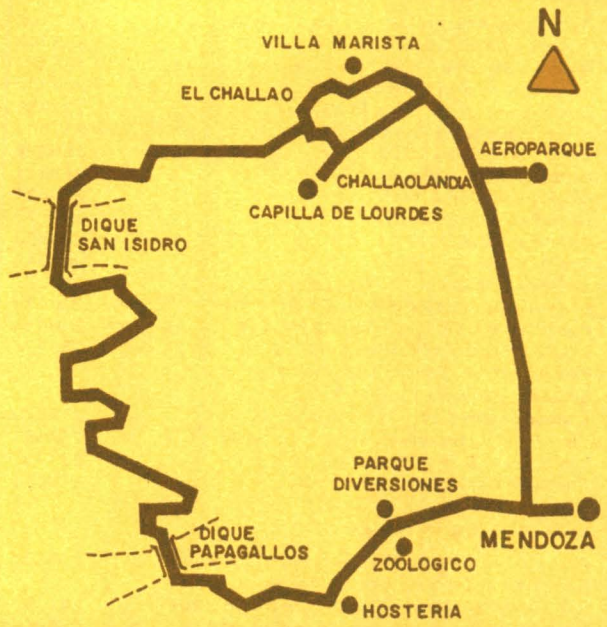 N
VILLA MARISTA
EL CHALLAO
AEROPARQUE
CHALLAOLANDIA
CAPILLA DE LOURDES
DIQUE
SAN ISIDRO
PARQUE
DIVERSIONES
DIQUE
PAPAGALLOS
MENDOZA
ZOOLOGICO
HOSTERIA